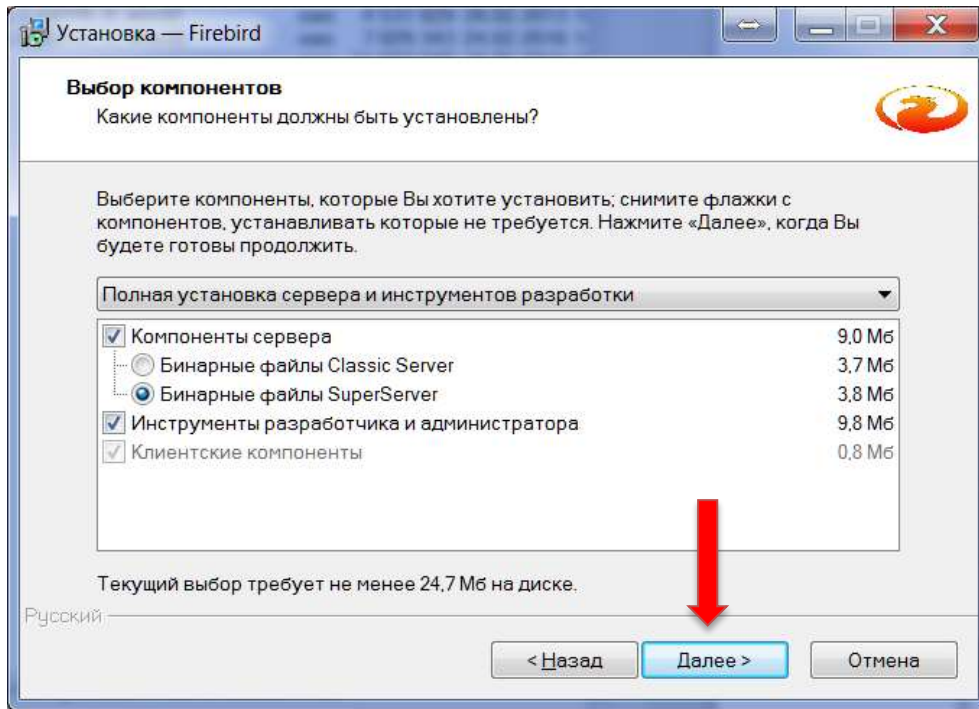 Установка — Firebird
Выбор компонентов
Какие компоненты должны быть установлены?
Выберите компоненты, которые Вы хотите установить; снимите флажки с
компонентов, устанавливать которые не требуется. Нажмите «Далее», когда Вы
будете готовы продолжить.
Полная установка сервера и инструментов разработки
Компоненты сервера 9,0 Мб
Бинарные файлы Classic Server 3,7 Мб
Бинарные файлы SuperServer 3,8 Мб
Инструменты разработчика и администратора 9,8 Мб
Клиентские компоненты 0,8 Мб
Текущий выбор требует не менее 24,7 Мб на диске.
Русский
< Назад Далее > Отмена